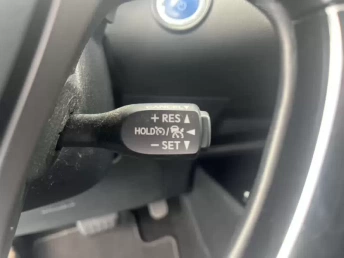 + RES ▲
HOLD /
− SET ▼